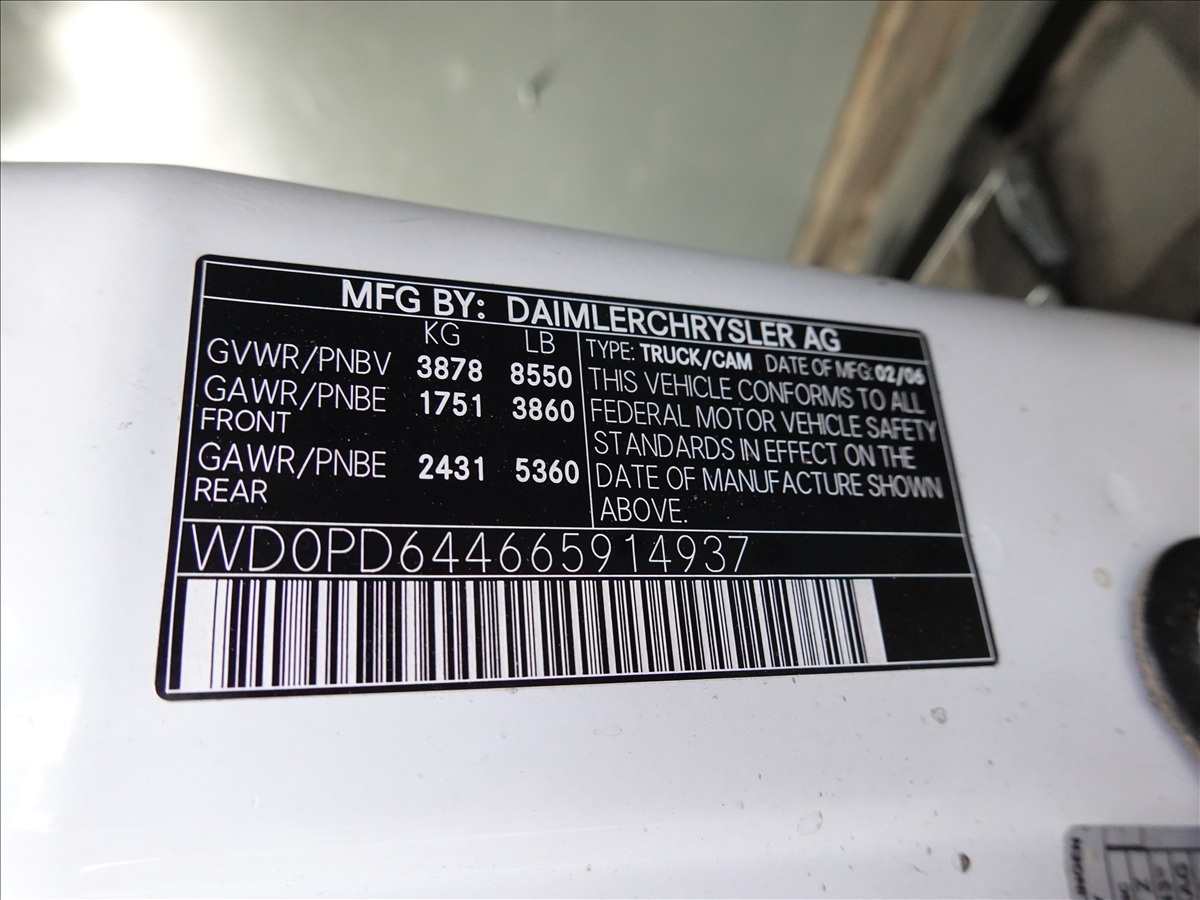 MFG BY: DAIMLERCHRYSLER AG
KG LB
GVWR/PNBV 3878 8550
GAWR/PNBE 1751 3860
FRONT
GAWR/PNBE 2431 5360
REAR
TYPE: TRUCK/CAM DATE OF MFG: 02/06
THIS VEHICLE CONFORMS TO ALL
FEDERAL MOTOR VEHICLE SAFETY
STANDARDS IN EFFECT ON THE
DATE OF MANUFACTURE SHOWN
ABOVE.
WD0PD644665914937